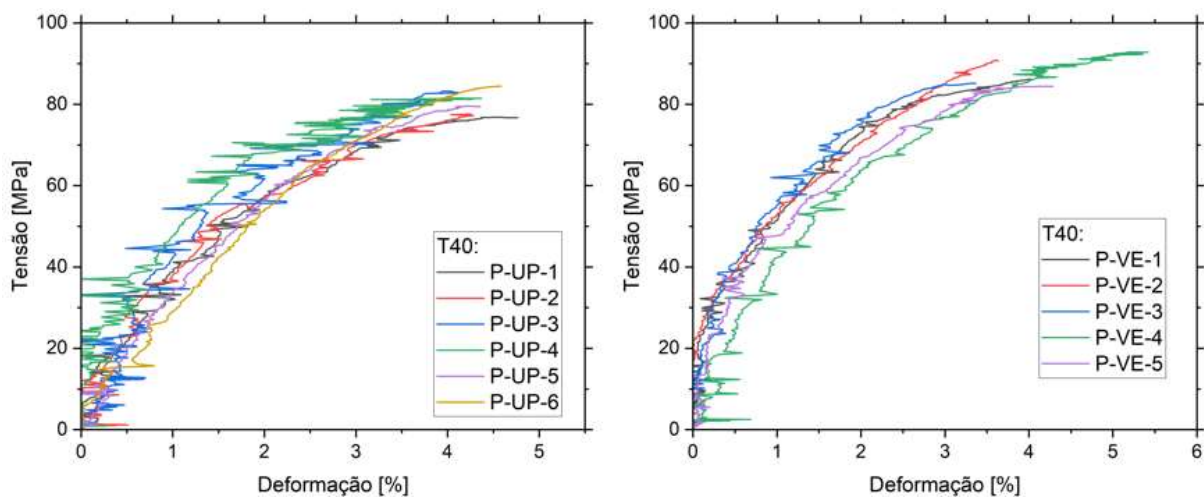 100
80
60
40
20
0
Tensão [MPa]
0 1 2 3 4 5
Deformação [%]
T40:
P-UP-1
P-UP-2
P-UP-3
P-UP-4
P-UP-5
P-UP-6
100
80
60
40
20
0
Tensão [MPa]
0 1 2 3 4 5 6
Deformação [%]
T40:
P-VE-1
P-VE-2
P-VE-3
P-VE-4
P-VE-5